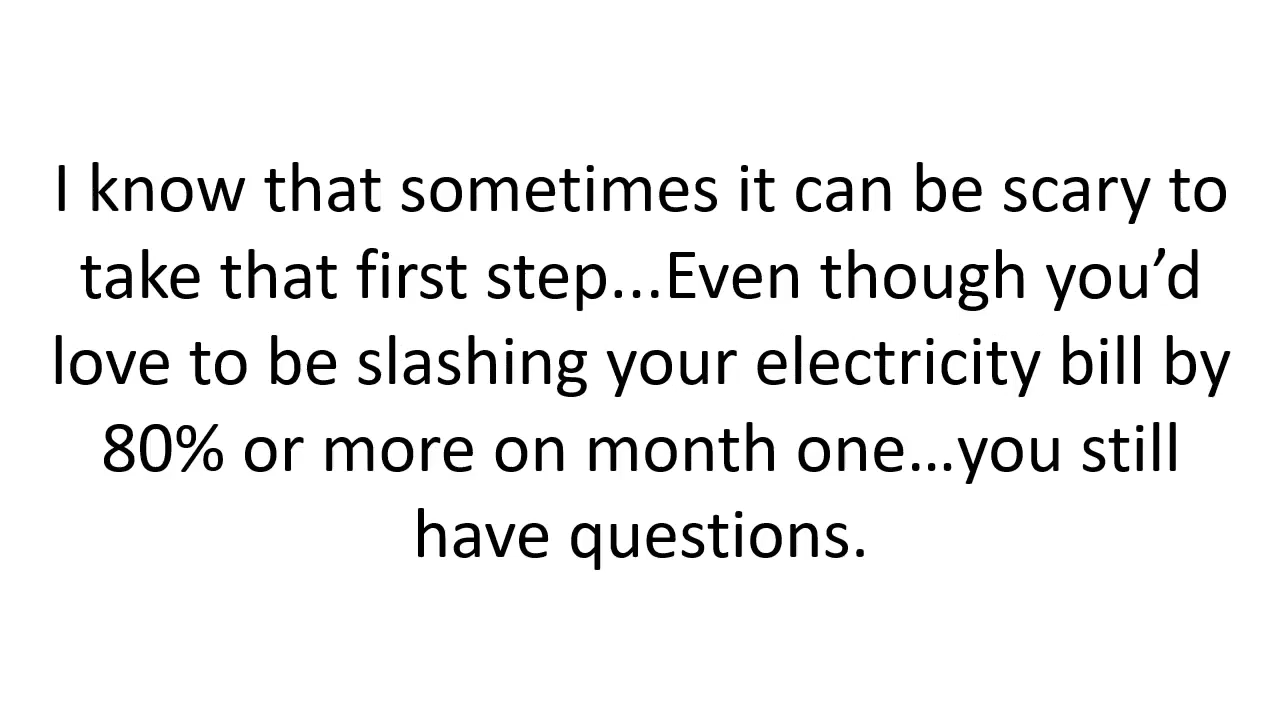 I know that sometimes it can be scary to
take that first step...Even though you’d
love to be slashing your electricity bill by
80% or more on month one…you still
have questions.